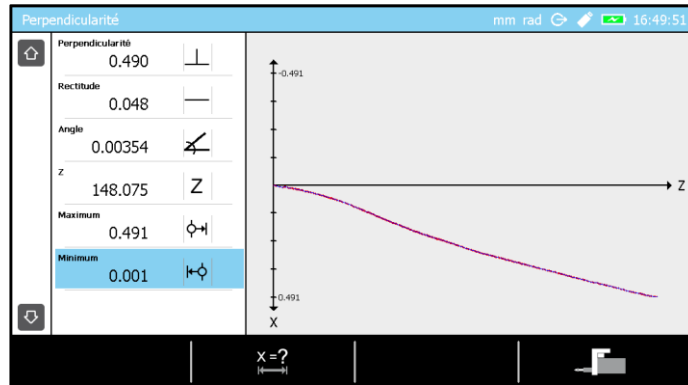 Perpendicularité
mm rad 16:49:51
Perpendicularité
0.490
Rectitude
0.048
Angle
0.00354
Z
148.075 Z
Maximum
0.491
Minimum
0.001
-0.491
Z
0.491
X
X =?